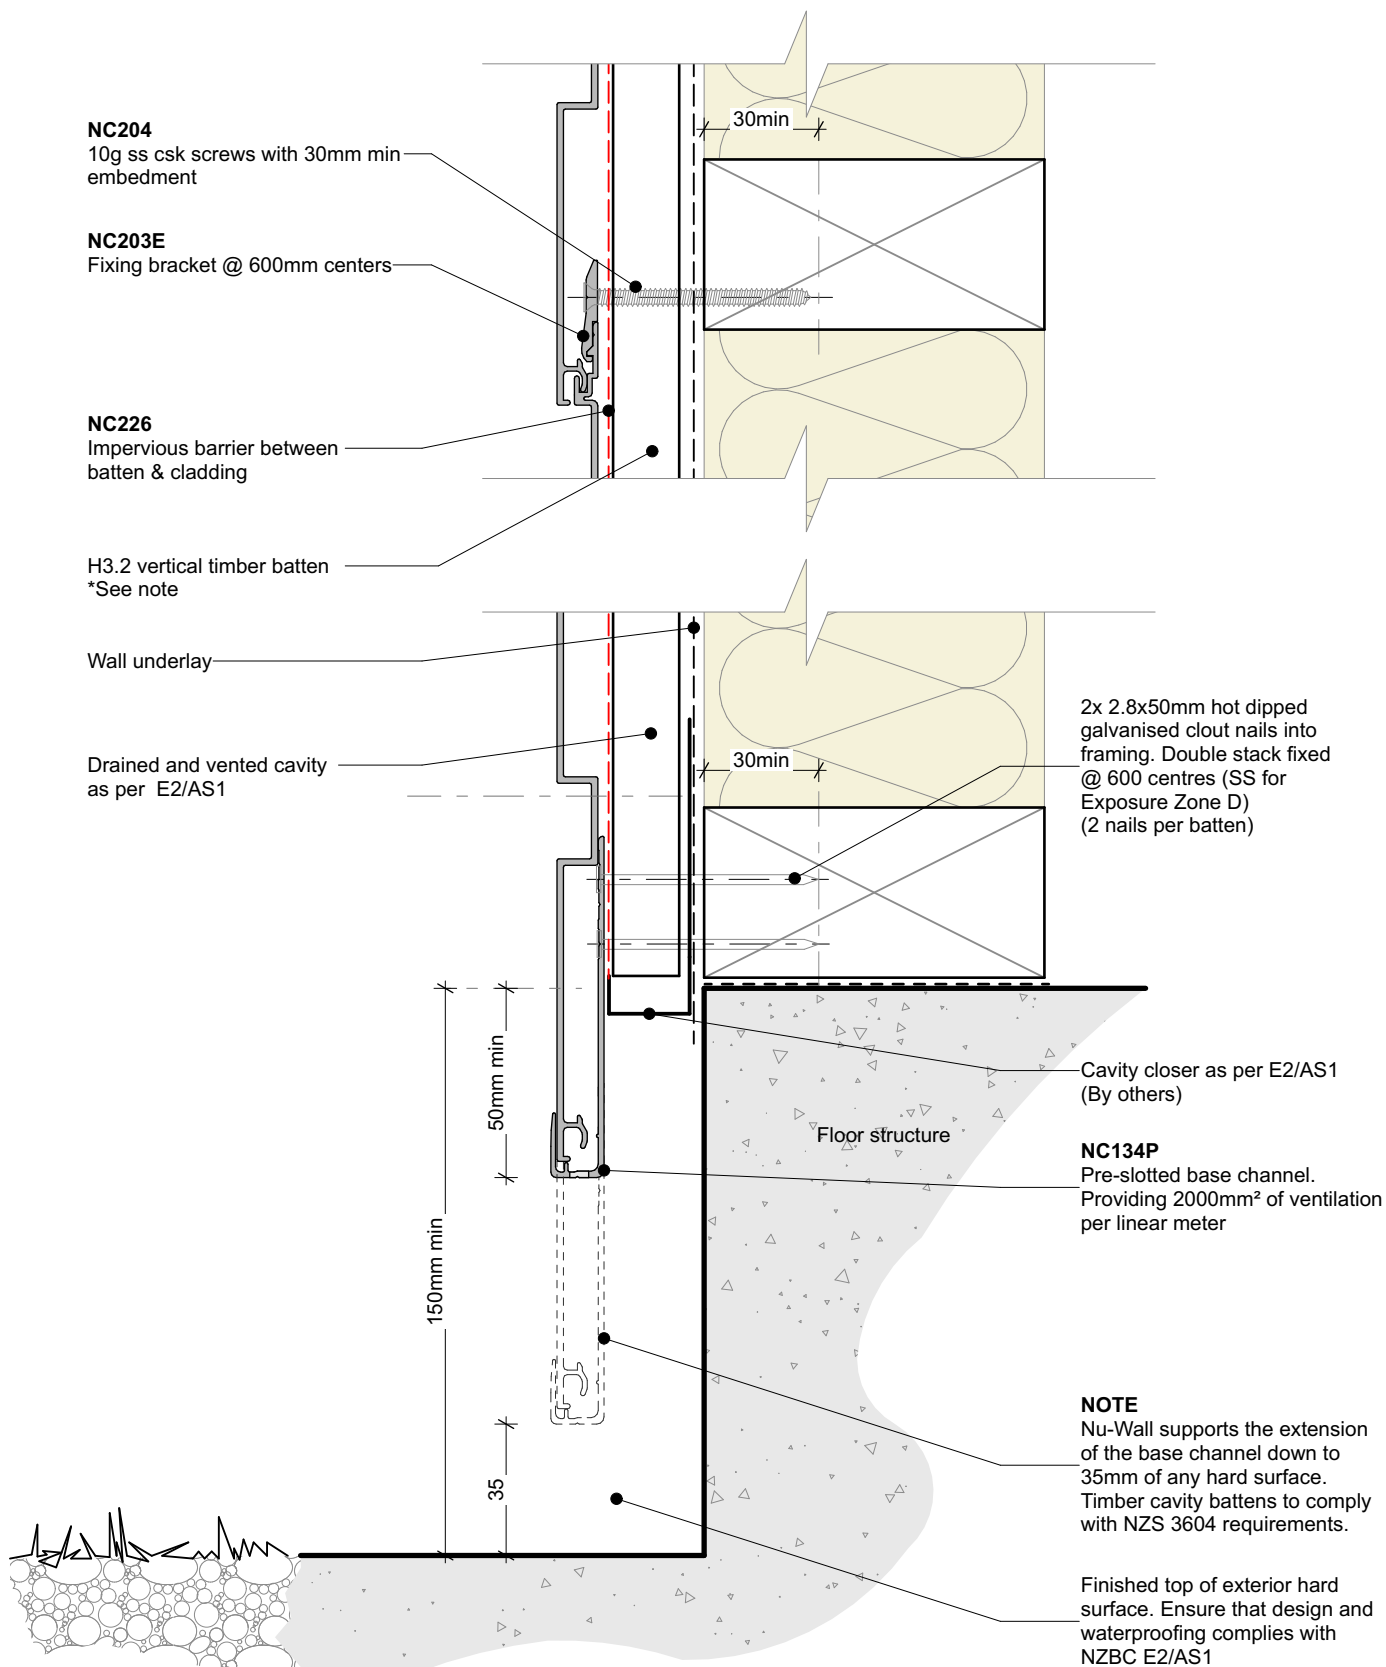 NC204
10g ss csk screws with 30mm min
embedment
NC203E
Fixing bracket @ 600mm centers
NC226
Impervious barrier between
batten & cladding
H3.2 vertical timber batten
*See note
Wall underlay
Drained and vented cavity
as per E2/AS1
30min
30min
2x 2.8x50mm hot dipped
galvanised clout nails into
framing. Double stack fixed
@ 600 centres (SS for
Exposure Zone D)
(2 nails per batten)
50mm min
150mm min
35
Floor structure
Cavity closer as per E2/AS1
(By others)
NC134P
Pre-slotted base channel.
Providing 2000mm² of ventilation
per linear meter
NOTE
Nu-Wall supports the extension
of the base channel down to
35mm of any hard surface.
Timber cavity battens to comply
with NZS 3604 requirements.
Finished top of exterior hard
surface. Ensure that design and
waterproofing complies with
NZBC E2/AS1